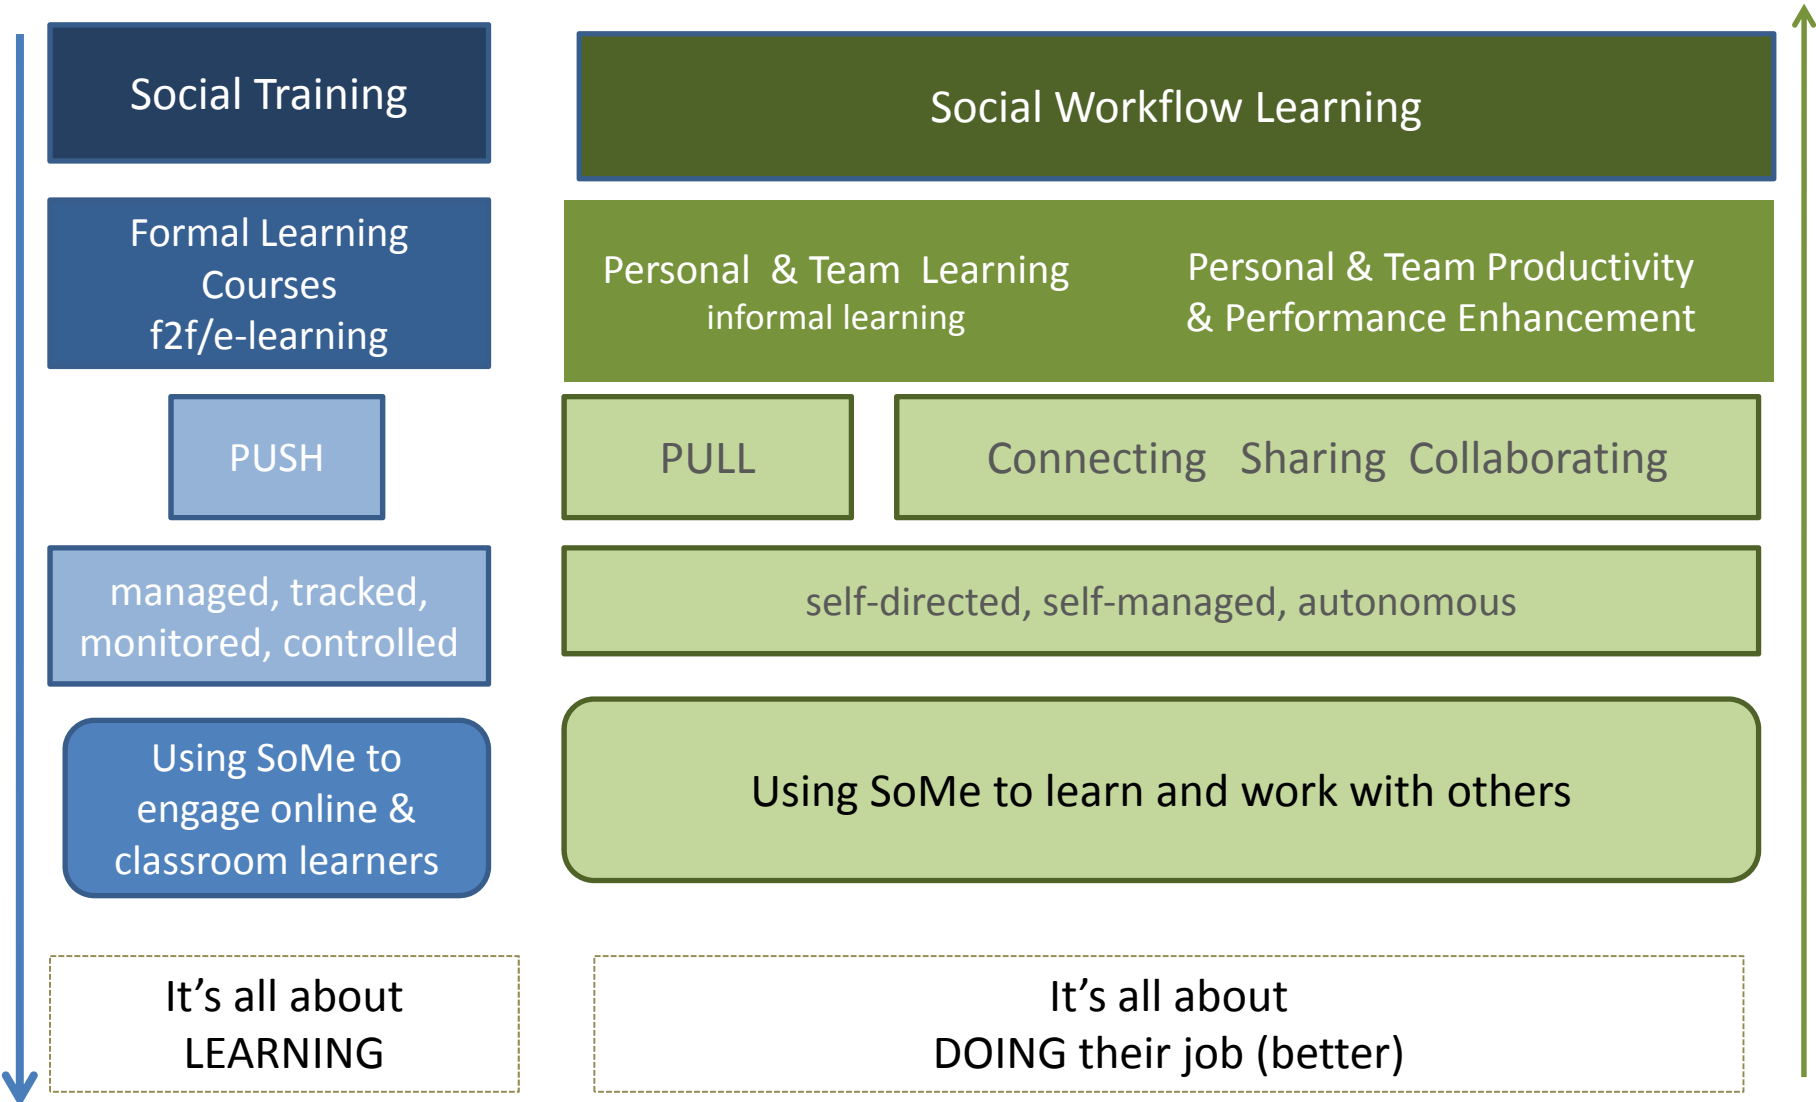 Social Training
Social Workflow Learning
Formal Learning
Courses
f2f/e-learning
Personal & Team Learning
informal learning
Personal & Team Productivity
& Performance Enhancement
PUSH
PULL
Connecting Sharing Collaborating
managed, tracked,
monitored, controlled
self-directed, self-managed, autonomous
Using SoMe to
engage online &
classroom learners
Using SoMe to learn and work with others
It’s all about
LEARNING
It’s all about
DOING their job (better)